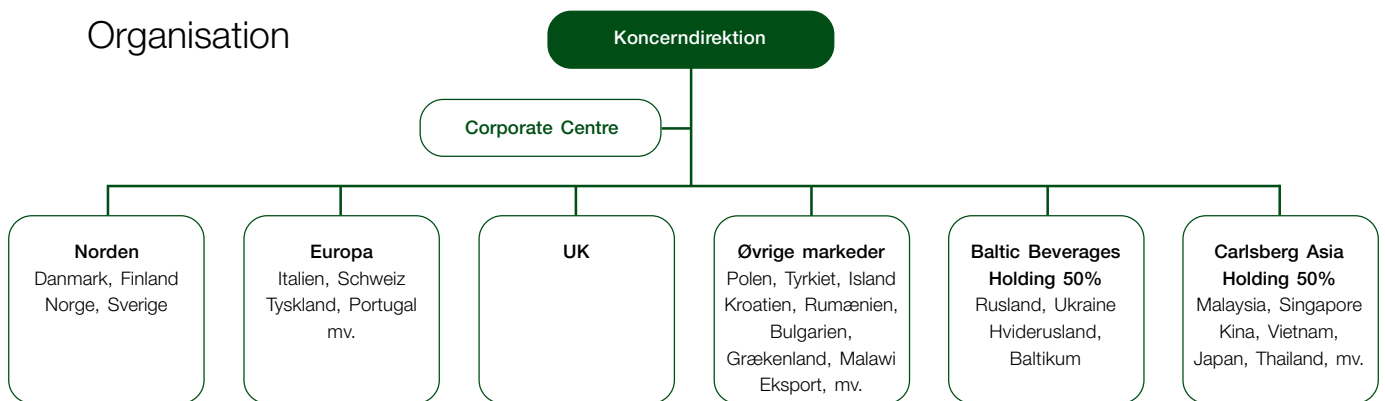 Organisation
Koncerndirektion
Corporate Centre
Norden
Danmark, Finland
Norge, Sverige
Europa
Italien, Schweiz
Tyskland, Portugal
mv.
UK
Øvrige markeder
Polen, Tyrkiet, Island
Kroatien, Rumænien,
Bulgarien,
Grækenland, Malawi
Eksport, mv.
Baltic Beverages
Holding 50%
Rusland, Ukraine
Hviderusland,
Baltikum
Carlsberg Asia
Holding 50%
Malaysia, Singapore
Kina, Vietnam,
Japan, Thailand, mv.